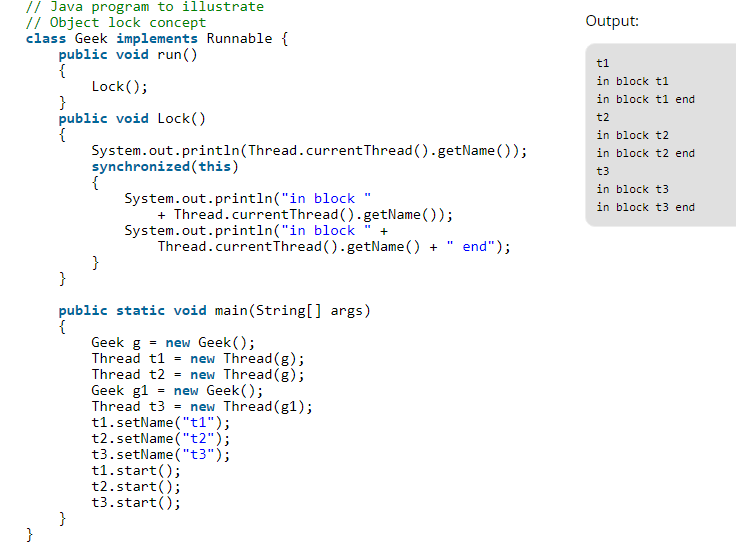 // Java program to illustrate
// Object lock concept
class Geek implements Runnable {
    public void run()
    {
        Lock();
    }
    public void Lock()
    {
        System.out.println(Thread.currentThread().getName());
        synchronized(this)
        {
            System.out.println("in block "
                + Thread.currentThread().getName());
            System.out.println("in block " +
                Thread.currentThread().getName() + " end");
        }
    }

    public static void main(String[] args)
    {
        Geek g = new Geek();
        Thread t1 = new Thread(g);
        Thread t2 = new Thread(g);
        Geek g1 = new Geek();
        Thread t3 = new Thread(g1);
        t1.setName("t1");
        t2.setName("t2");
        t3.setName("t3");
        t1.start();
        t2.start();
        t3.start();
    }
}
Output:
t1
in block t1
in block t1 end
t2
in block t2
in block t2 end
t3
in block t3
in block t3 end